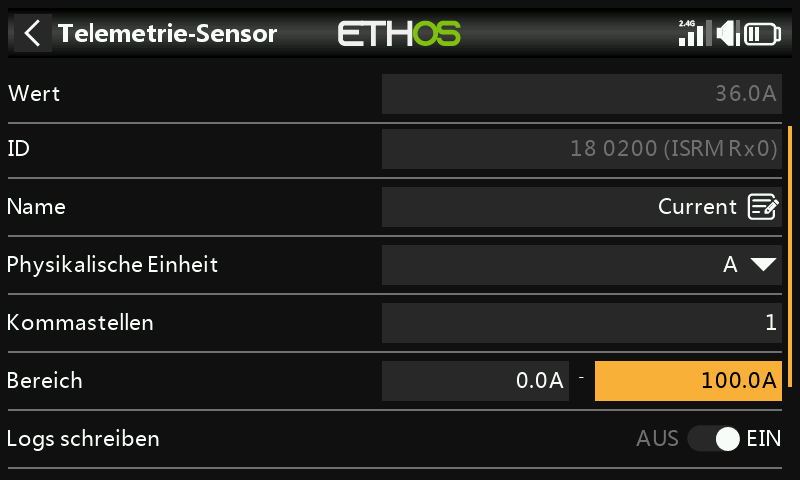 Telemetrie-Sensor ETHOS 2.4G
Wert 36.0A
ID 18 0200 (ISRM Rx0)
Name Current
Physikalische Einheit A
Kommastellen 1
Bereich 0.0A - 100.0A
Logs schreiben AUS EIN